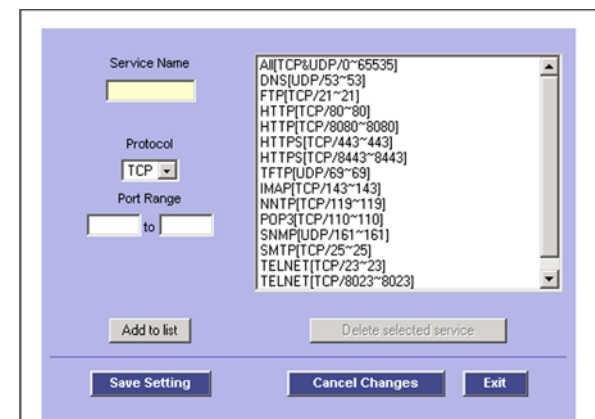 Service Name
Protocol
TCP
Port Range
to
Add to list
All[TCP&UDP/0~65535]
DNS[UDP/53~53]
FTP[TCP/21~21]
HTTP[TCP/80~80]
HTTP[TCP/8080~8080]
HTTPS[TCP/443~443]
HTTPS[TCP/8443~8443]
TFTP[UDP/69~69]
IMAP[TCP/143~143]
NNTP[TCP/119~119]
POP3[TCP/110~110]
SNMP[UDP/161~161]
SMTP[TCP/25~25]
TELNET[TCP/23~23]
TELNET[TCP/8023~8023]
Delete selected service
Save Setting
Cancel Changes
Exit